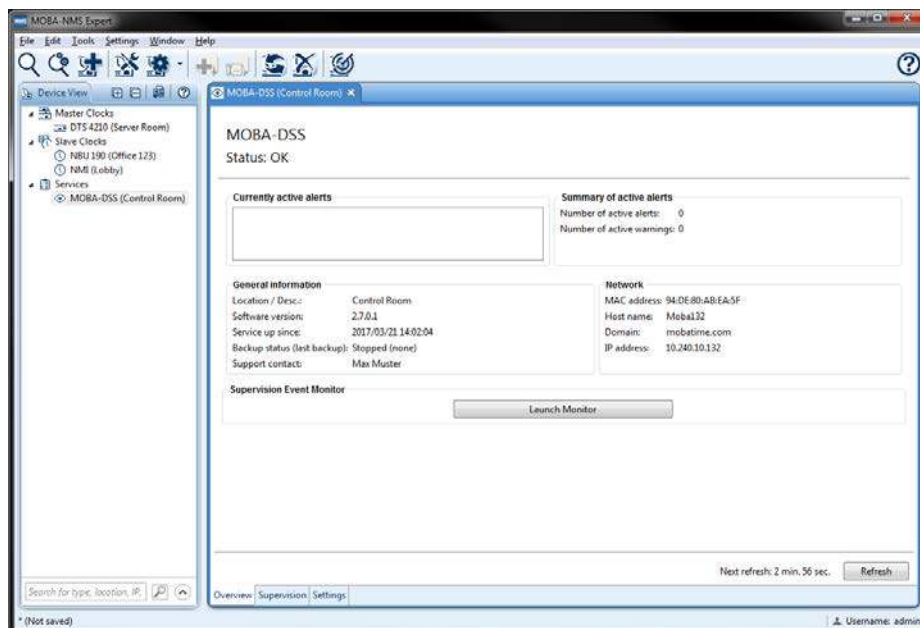 MOBA-NMS Expert
File Edit Tools Settings Window Help
Device View
MOBA-DSS (Control Room)
Master Clocks
DTS 4210 (Server Room)
Slave Clocks
NBU 190 (Office 123)
NMI (Lobby)
Services
MOBA-DSS (Control Room)
MOBA-DSS
Status: OK
Currently active alerts
Summary of active alerts
Number of active alerts: 0
Number of active warnings: 0
General information
Location / Desc.: Control Room
Software version: 2.7.0.1
Service up since: 2017/03/21 14:02:04
Backup status (last backup): Stopped (none)
Support contact: Max Muster
Network
MAC address: 94:DE:80:AB:EA:5F
Host name: Moba132
Domain: mobatime.com
IP address: 10.240.10.132
Supervision Event Monitor
Launch Monitor
Next refresh: 2 min. 56 sec. Refresh
Search for type, location, IP,
Overview Supervision Settings
* (Not saved)
Username: admin